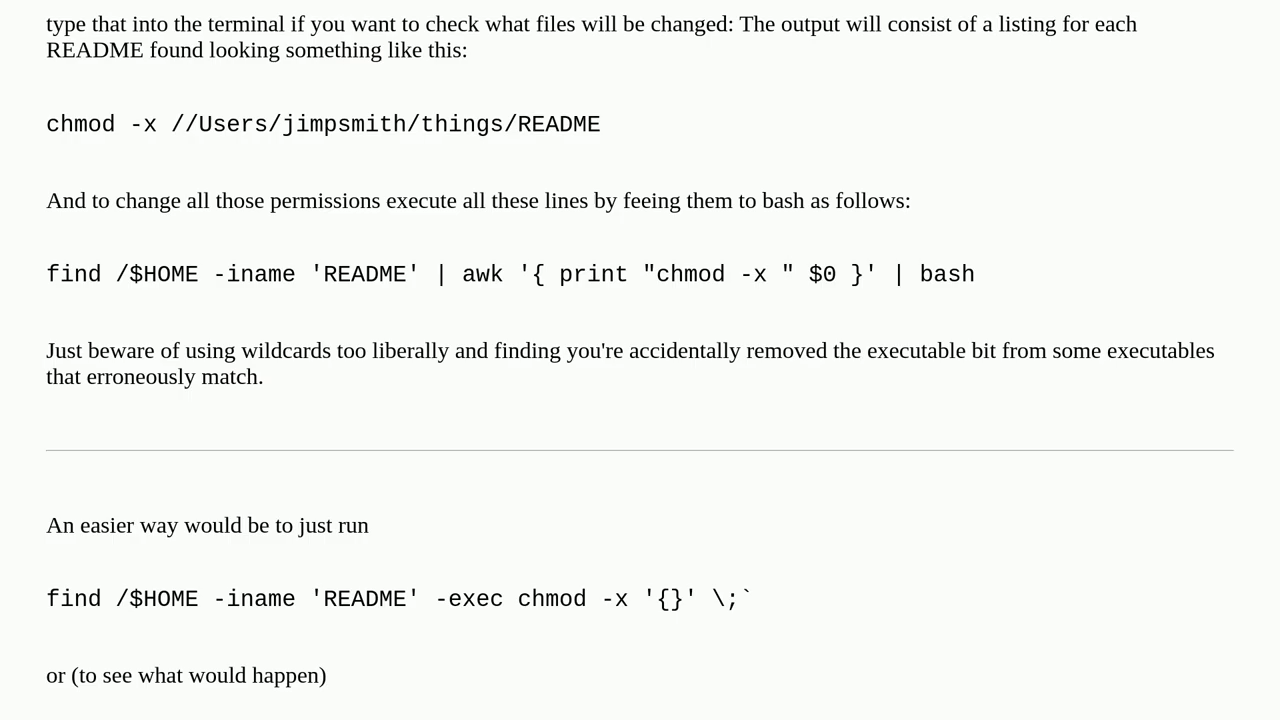 type that into the terminal if you want to check what files will be changed: The output will consist of a listing for each
README found looking something like this:
chmod -x //Users/jimpsmith/things/README
And to change all those permissions execute all these lines by feeing them to bash as follows:
find /$HOME -iname 'README' | awk '{ print "chmod -x " $0 }' | bash
Just beware of using wildcards too liberally and finding you're accidentally removed the executable bit from some executables
that erroneously match.
An easier way would be to just run
find /$HOME -iname 'README' -exec chmod -x '{}' \;`
or (to see what would happen)